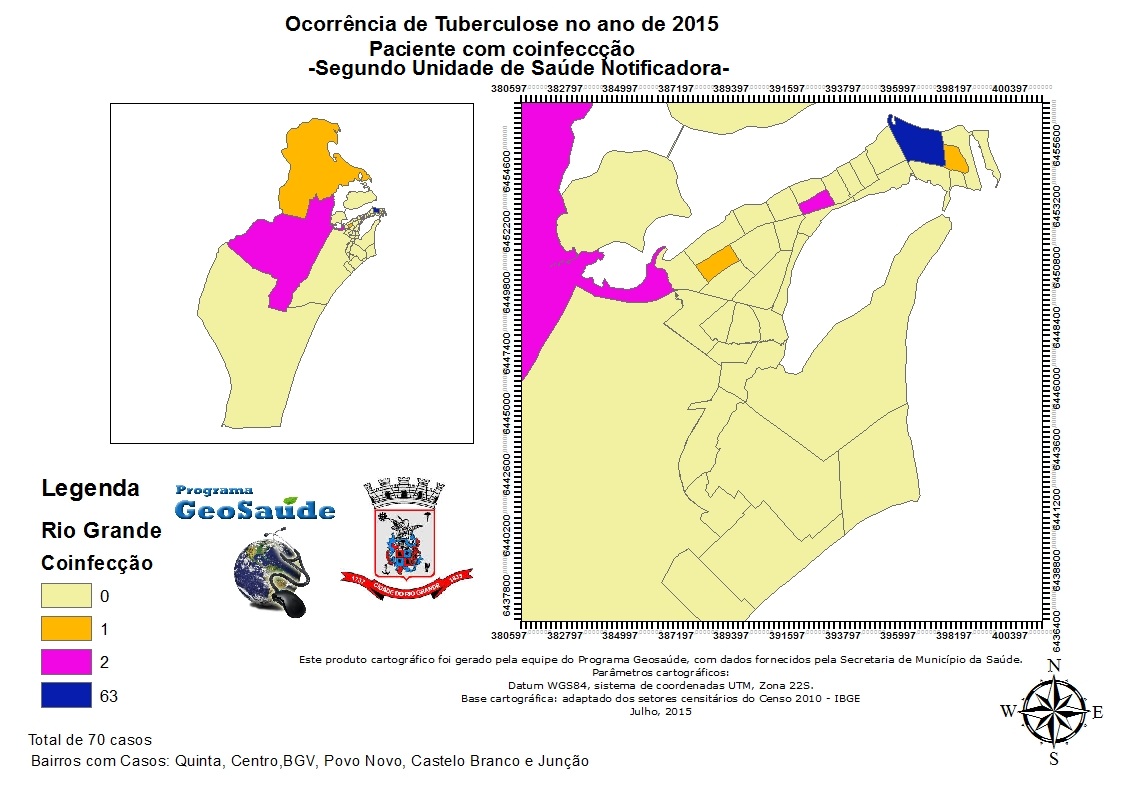 Ocorrência de Tuberculose no ano de 2015
Paciente com coinfeccção
-Segundo Unidade de Saúde Notificadora-
380597 382797 384997 387197 389397 391597 393797 395997 398197 400397
6454600 6452200 6449800 6447400 6445000 6442600 6440200 6437800
6455600 6453200 6450800 6448400 6446000 6443600 6441200 6438800 6436400
380597 382797 384997 387197 389397 391597 393797 395997 398197 400397
Legenda
Rio Grande
Coinfecção
0
1
2
63
Programa
GeoSaúde
1737 CIDADE DO RIO GRANDE 1835
Este produto cartográfico foi gerado pela equipe do Programa Geosaúde, com dados fornecidos pela Secretaria de Município da Saúde.
Parâmetros cartográficos:
Datum WGS84, sistema de coordenadas UTM, Zona 22S.
Base cartográfica: adaptado dos setores censitários do Censo 2010 - IBGE
Julho, 2015
N
W E
S
Total de 70 casos
Bairros com Casos: Quinta, Centro,BGV, Povo Novo, Castelo Branco e Junção